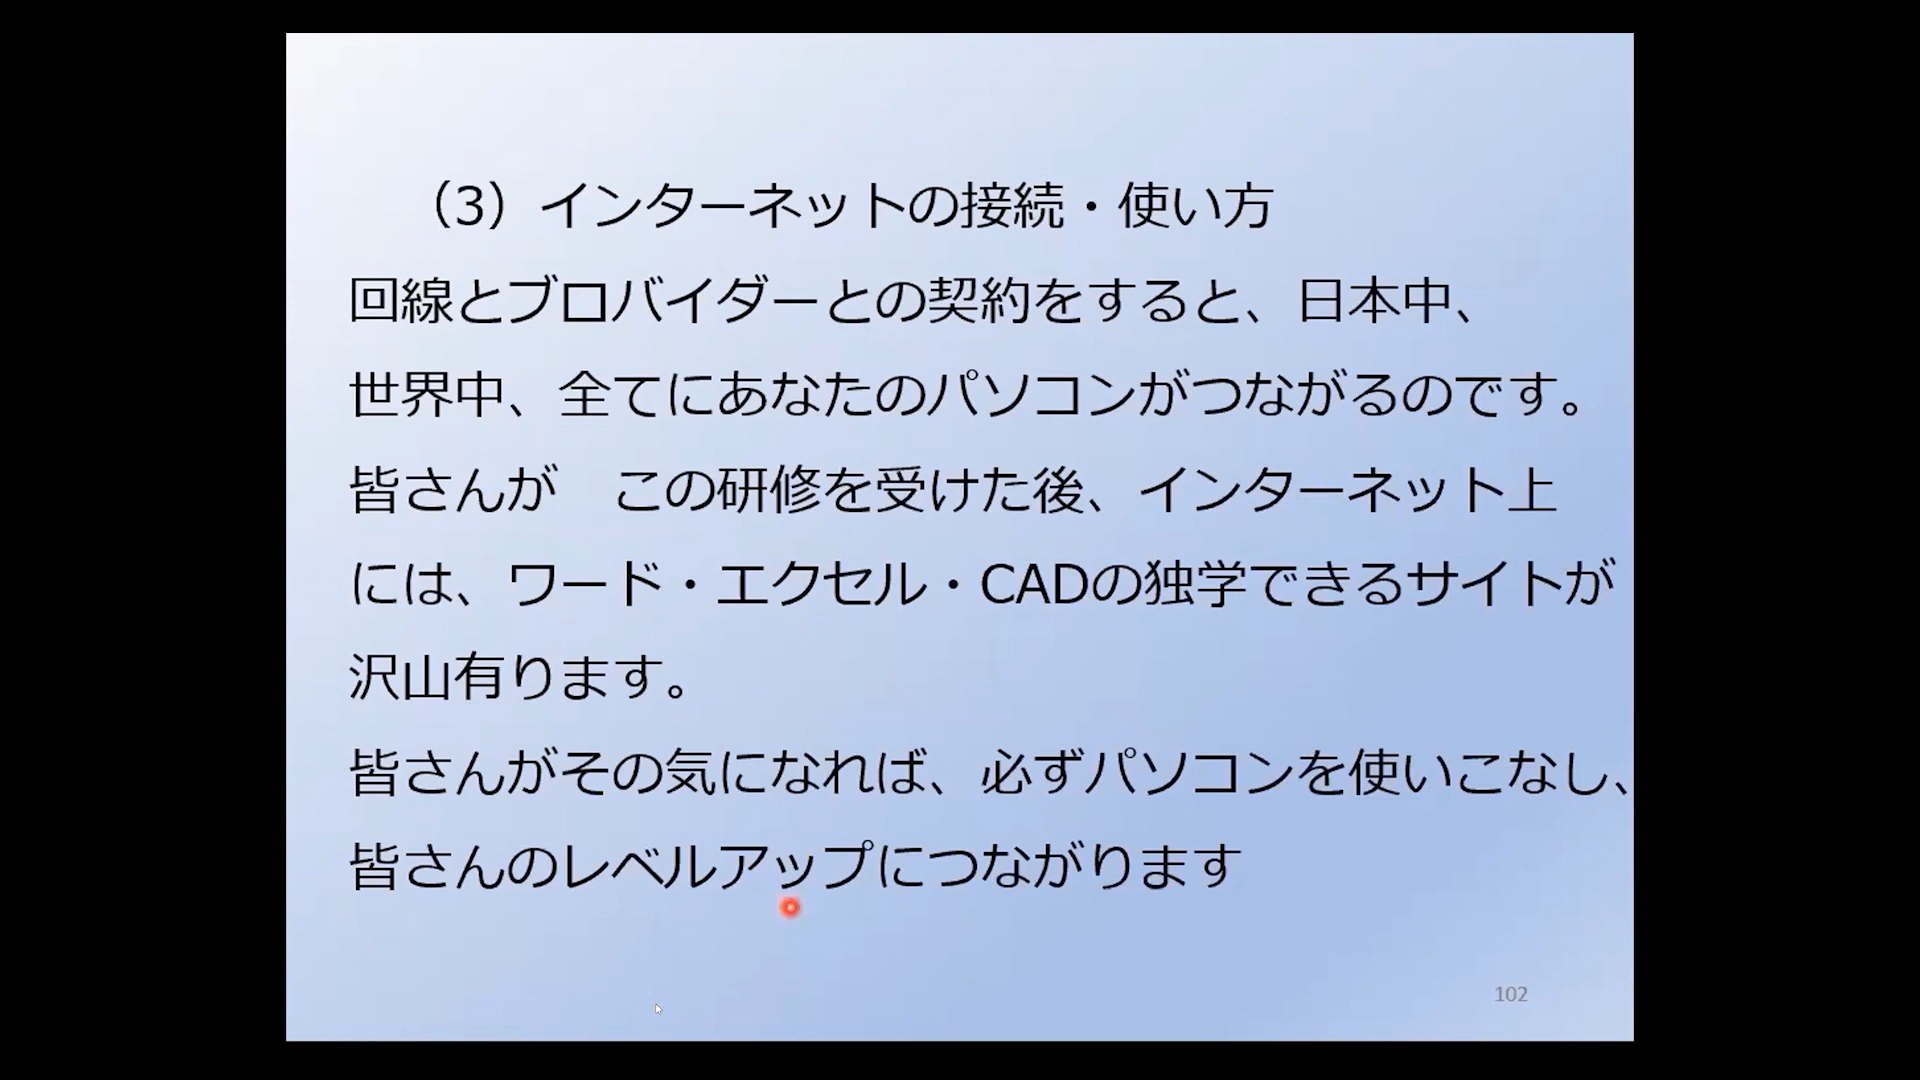 （3）インターネットの接続・使い方
回線とブロバイダーとの契約をすると、日本中、
世界中、全てにあなたのパソコンがつながるのです。
皆さんが　この研修を受けた後、インターネット上
には、ワード・エクセル・CADの独学できるサイトが
沢山有ります。
皆さんがその気になれば、必ずパソコンを使いこなし、
皆さんのレベルアップにつながります
102